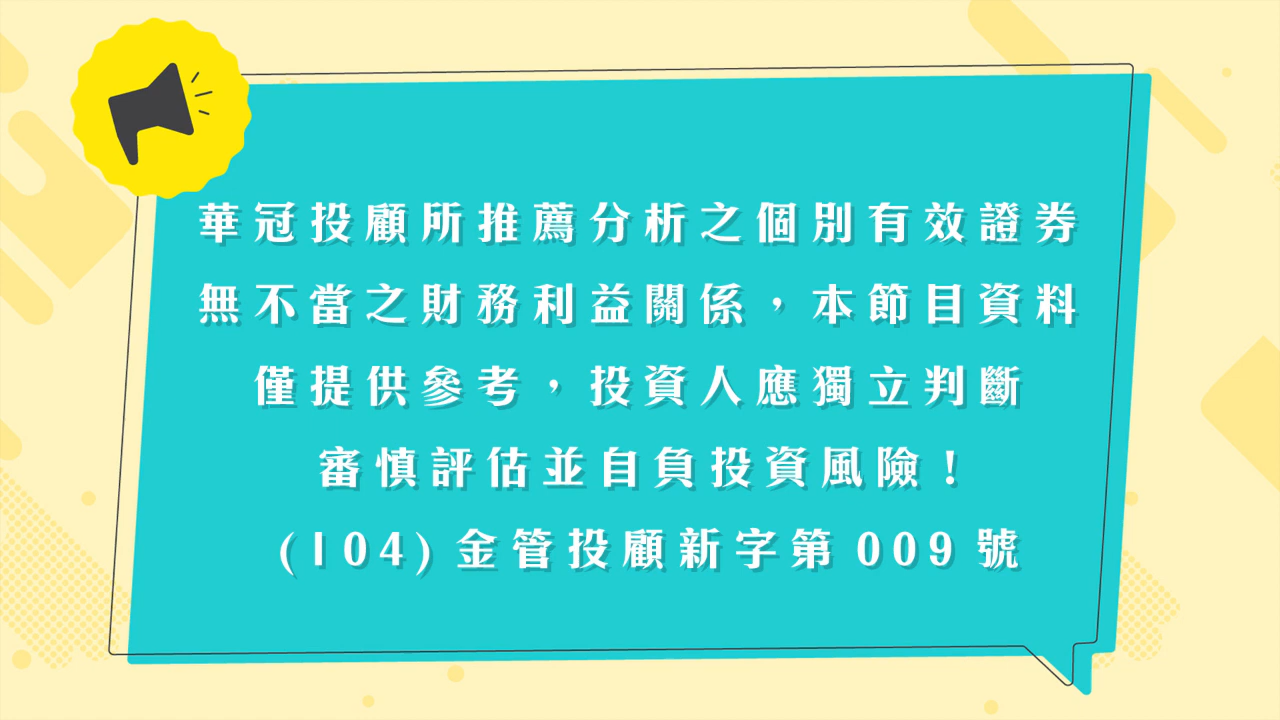 華冠投顧所推薦分析之個別有效證券
無不當之財務利益關係，本節目資料
僅提供參考，投資人應獨立判斷
審慎評估並自負投資風險！
(104) 金管投顧新字第 009 號